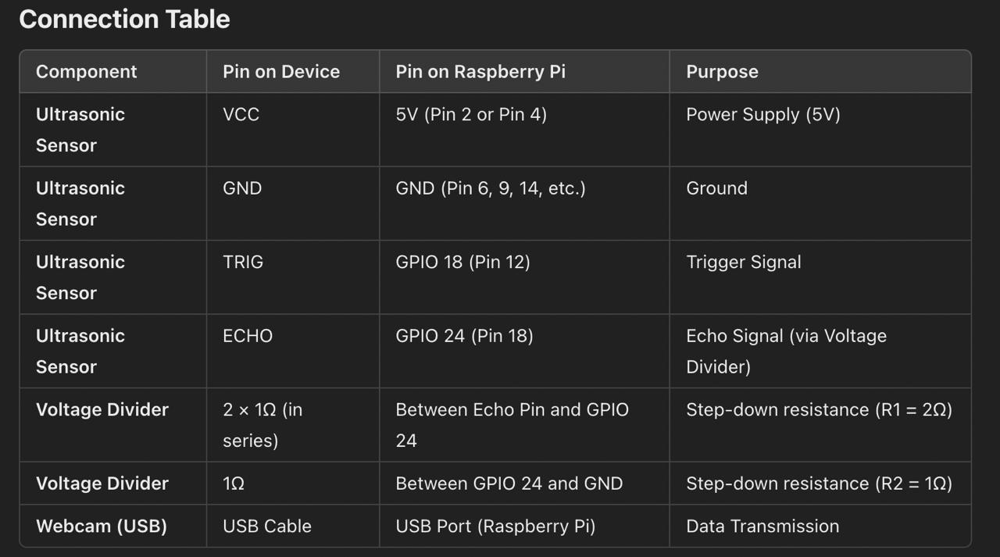 Connection Table
Component Pin on Device Pin on Raspberry Pi Purpose
Ultrasonic Sensor VCC 5V (Pin 2 or Pin 4) Power Supply (5V)
Ultrasonic Sensor GND GND (Pin 6, 9, 14, etc.) Ground
Ultrasonic Sensor TRIG GPIO 18 (Pin 12) Trigger Signal
Ultrasonic Sensor ECHO GPIO 24 (Pin 18) Echo Signal (via Voltage Divider)
Voltage Divider 2 × 1Ω (in series) Between Echo Pin and GPIO 24 Step-down resistance (R1 = 2Ω)
Voltage Divider 1Ω Between GPIO 24 and GND Step-down resistance (R2 = 1Ω)
Webcam (USB) USB Cable USB Port (Raspberry Pi) Data Transmission